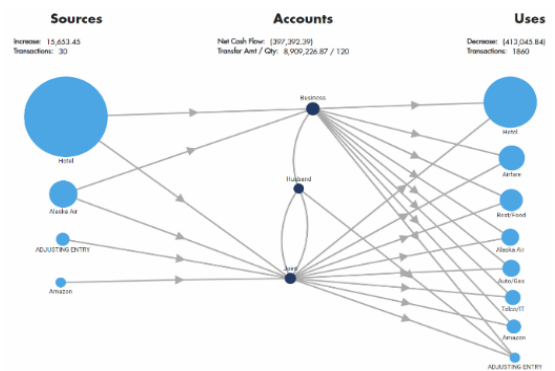 Sources
Accounts
Uses
Increase: 15,653.45
Transactions: 30
Net Cash Flow: (397,392.39)
Transfer Amt / Qty: 8,909,226.87 / 120
Decrease: (413,045.84)
Transactions: 1860
Hotel
Alaska Air
ADJUSTING ENTRY
Amazon
Business
Husband
Joint
Hotel
Airfare
Rest/Food
Alaska Air
Auto/Gas
Telco/IT
Amazon
ADJUSTING ENTRY